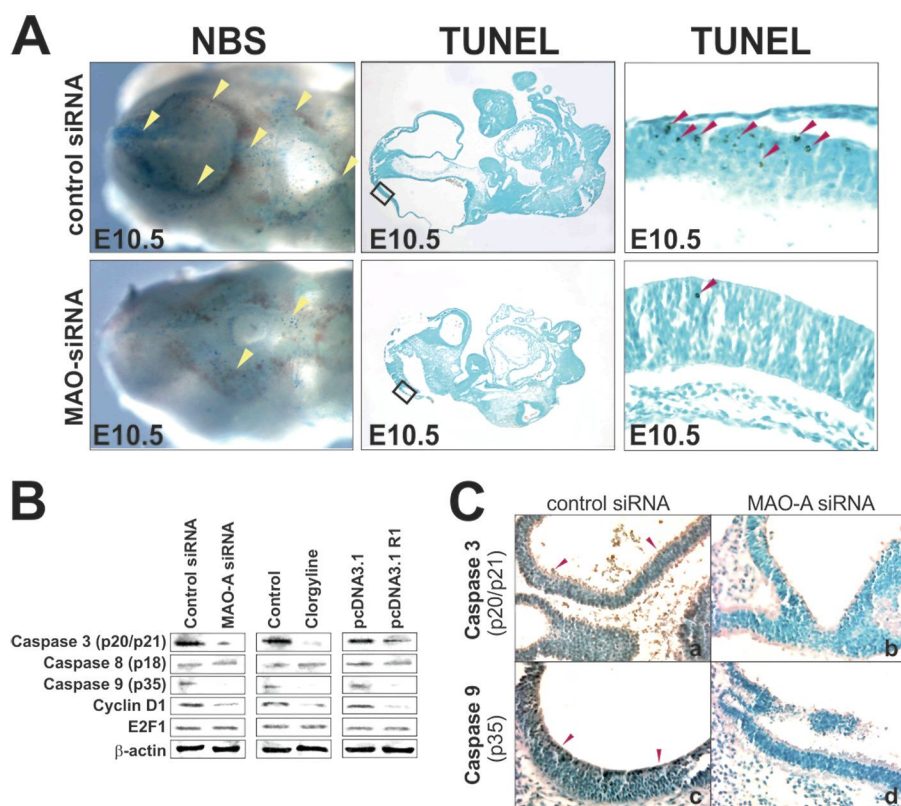 A
NBS
TUNEL
TUNEL
control siRNA
E10.5
E10.5
E10.5
MAO-siRNA
E10.5
E10.5
E10.5
B
Control siRNA
MAO-A siRNA
Control
Clorgyline
pcDNA3.1
pcDNA3.1 R1
Caspase 3 (p20/p21)
Caspase 8 (p18)
Caspase 9 (p35)
Cyclin D1
E2F1
β-actin
C
control siRNA
MAO-A siRNA
Caspase 3
(p20/p21)
a
b
Caspase 9
(p35)
c
d